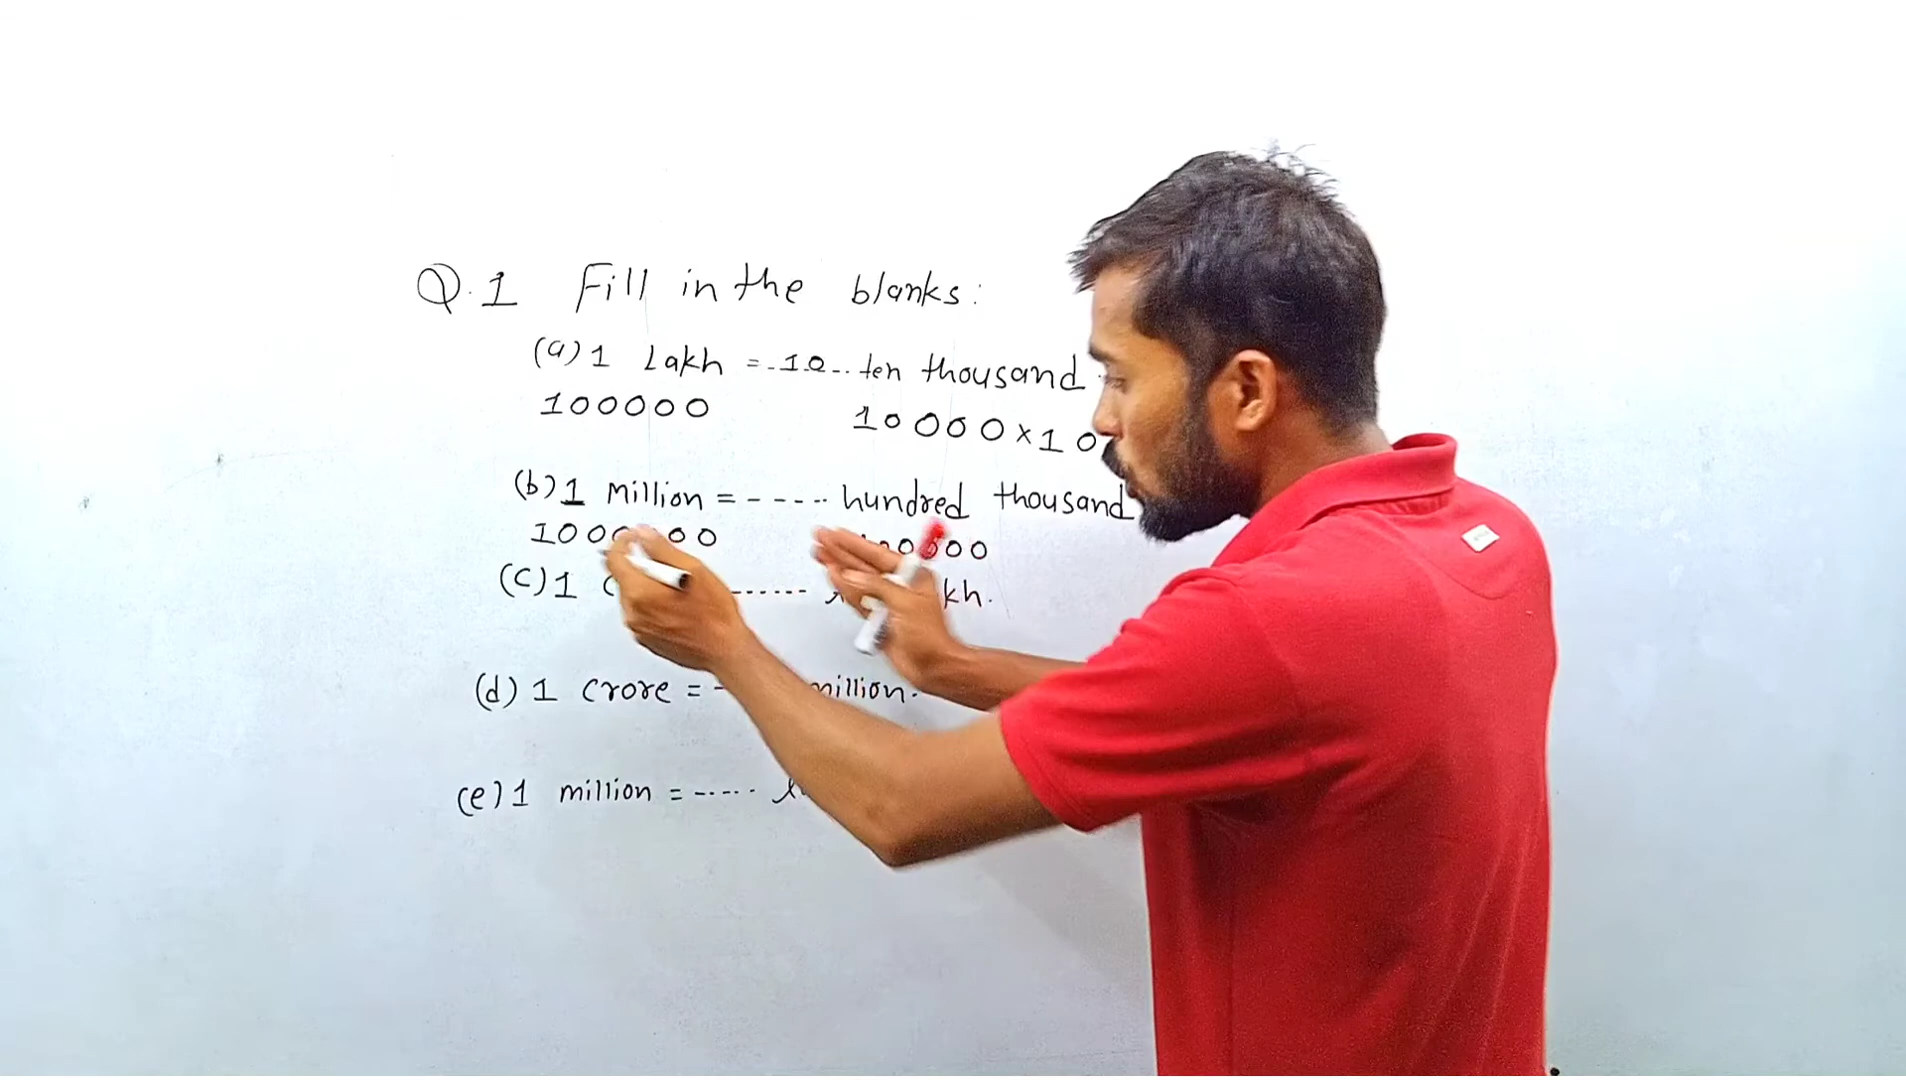 Q.1 Fill in the blanks:
(a) 1 Lakh = -.10... ten thousand.
100000 10000×10
(b) 1 Million = ----.. hundred thousand
00
(c) 1 ......
(d) 1 Crore = - million.
(e) 1 million = -----